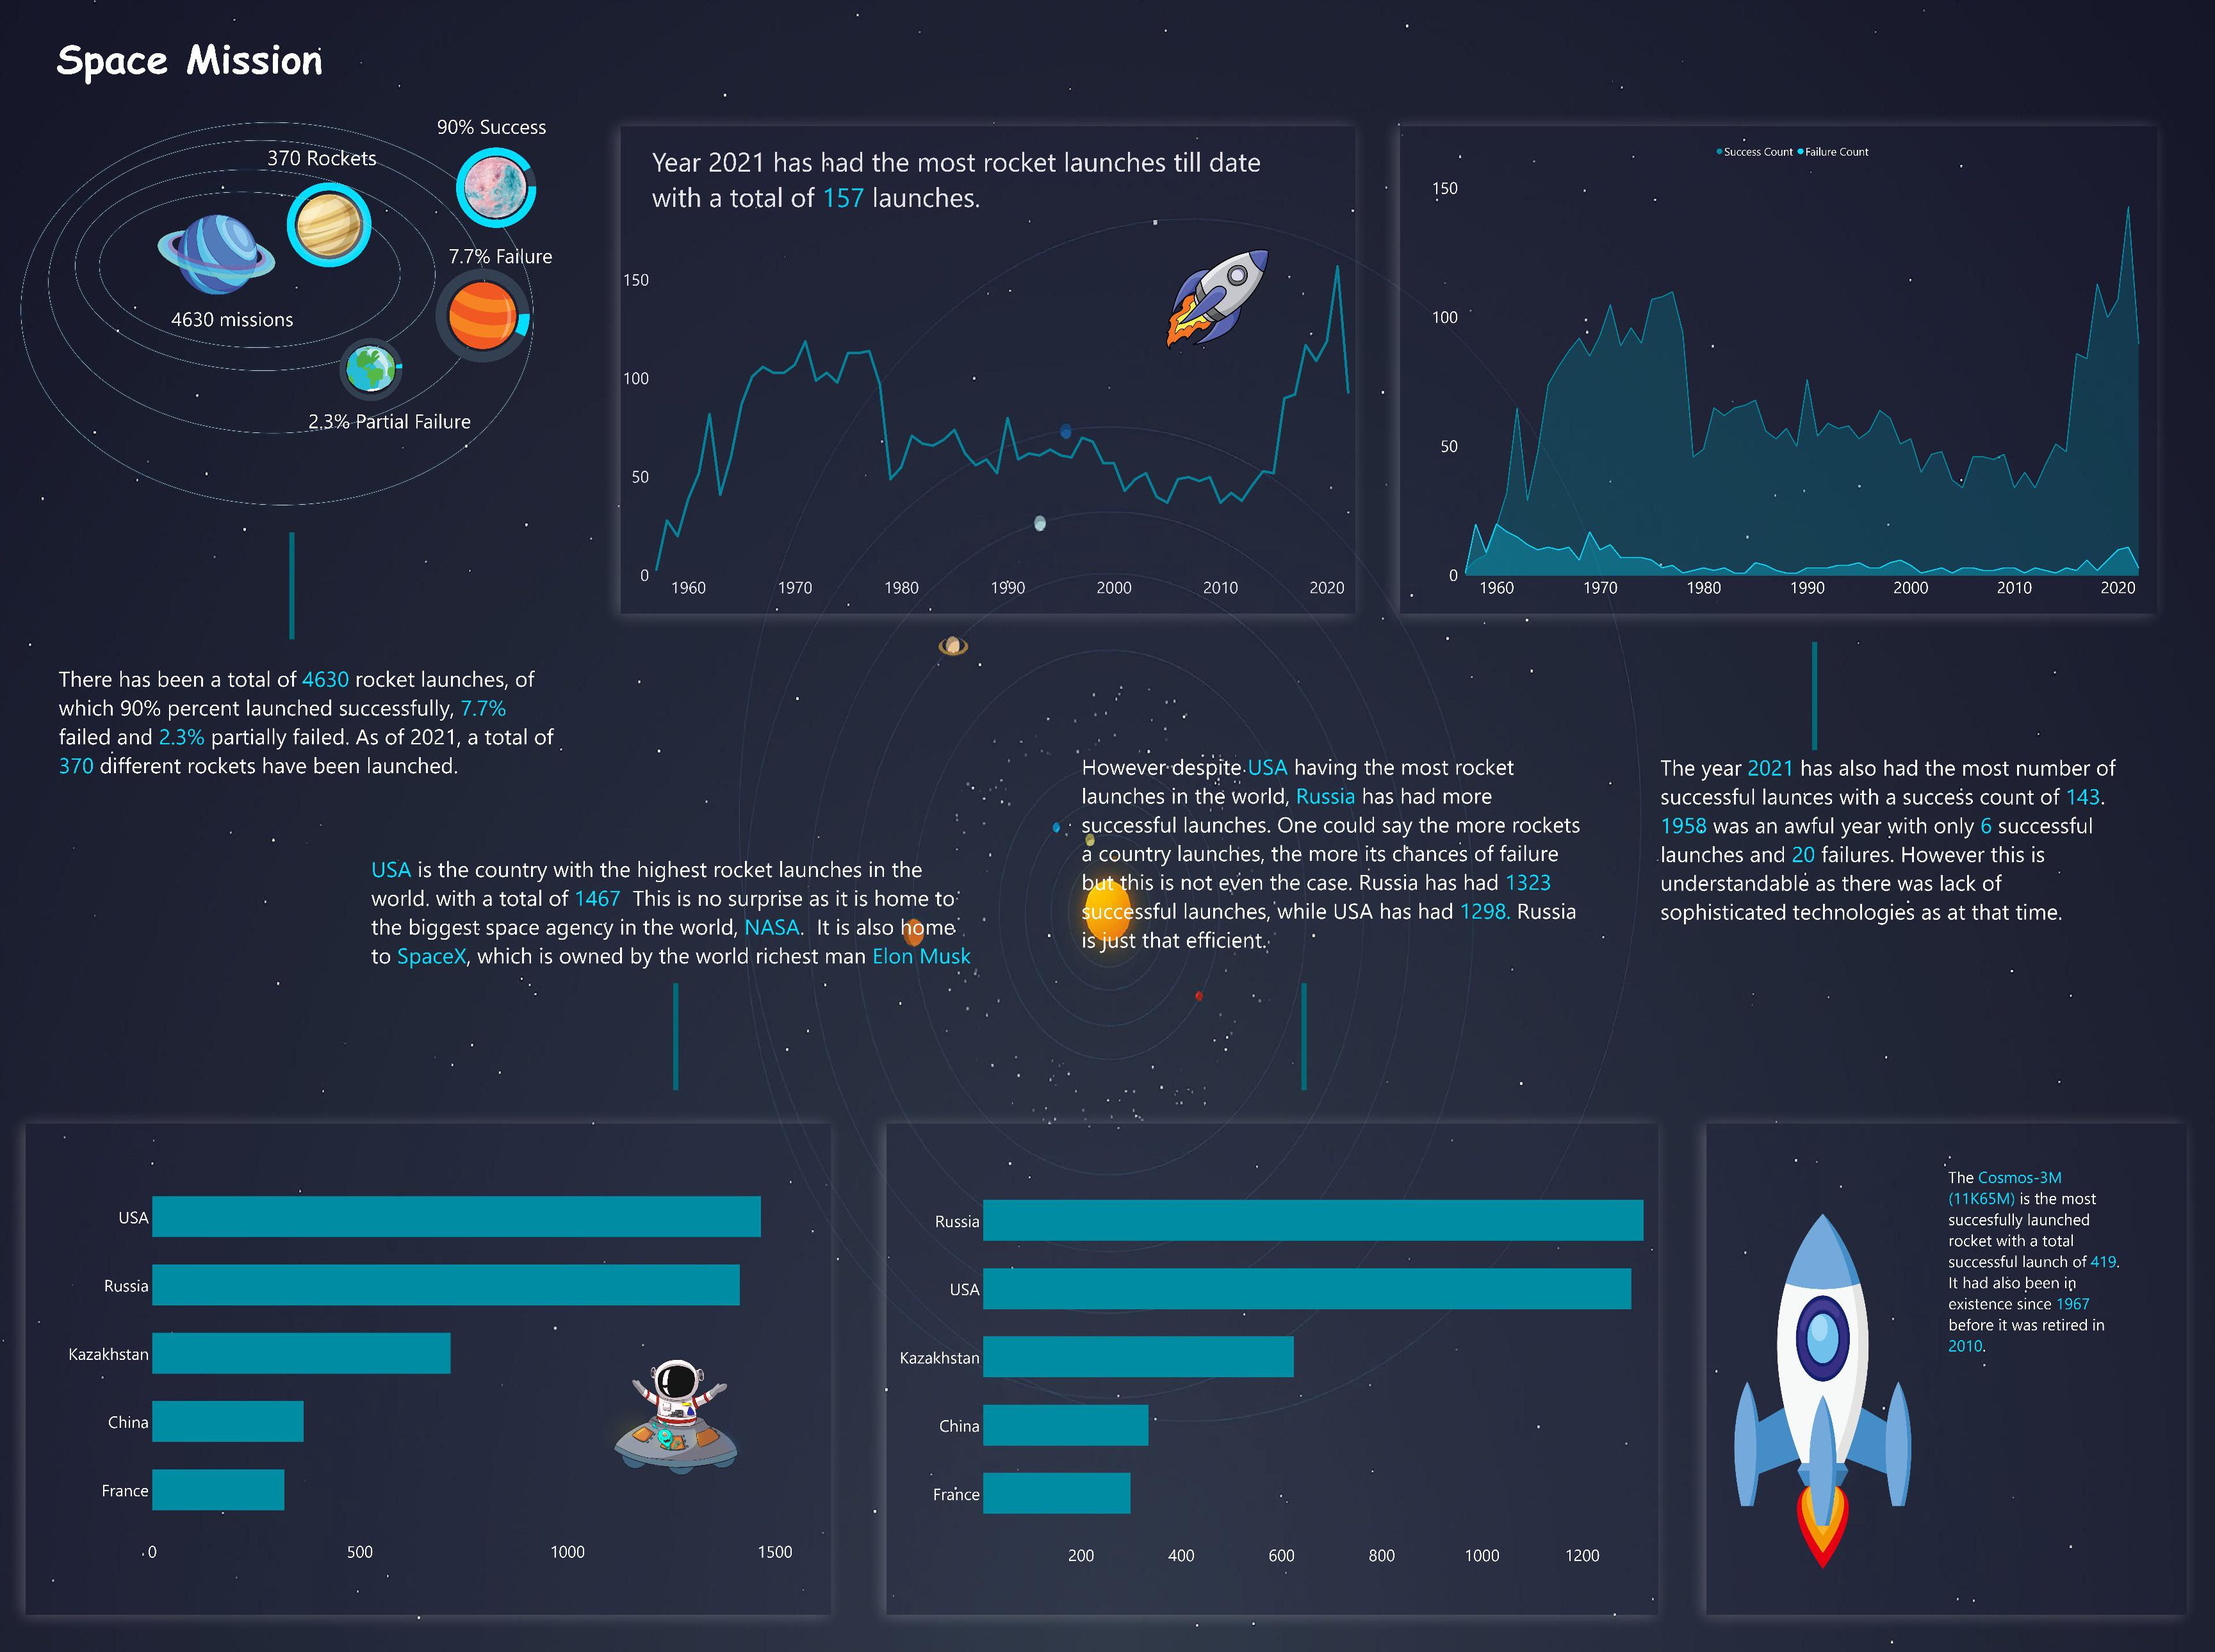 Space Mission
90% Success
370 Rockets
7.7% Failure
4630 missions
2.3% Partial Failure
Year 2021 has had the most rocket launches till date
with a total of 157 launches.
150
100
50
0
1960 1970 1980 1990 2000 2010 2020
Success Count Failure Count
150
100
50
0
1960 1970 1980 1990 2000 2010 2020
There has been a total of 4630 rocket launches, of
which 90% percent launched successfully, 7.7%
failed and 2.3% partially failed. As of 2021, a total of
370 different rockets have been launched.
USA is the country with the highest rocket launches in the
world. with a total of 1467 This is no surprise as it is home to
the biggest space agency in the world, NASA. It is also home
to SpaceX, which is owned by the world richest man Elon Musk
However despite USA having the most rocket
launches in the world, Russia has had more
successful launches. One could say the more rockets
a country launches, the more its chances of failure
but this is not even the case. Russia has had 1323
successful launches, while USA has had 1298. Russia
is just that efficient.
The year 2021 has also had the most number of
successful launces with a success count of 143.
1958 was an awful year with only 6 successful
launches and 20 failures. However this is
understandable as there was lack of
sophisticated technologies as at that time.
USA
Russia
Kazakhstan
China
France
0 500 1000 1500
Russia
USA
Kazakhstan
China
France
200 400 600 800 1000 1200
The Cosmos-3M
(11K65M) is the most
succesfully launched
rocket with a total
successful launch of 419.
It had also been in
existence since 1967
before it was retired in
2010.